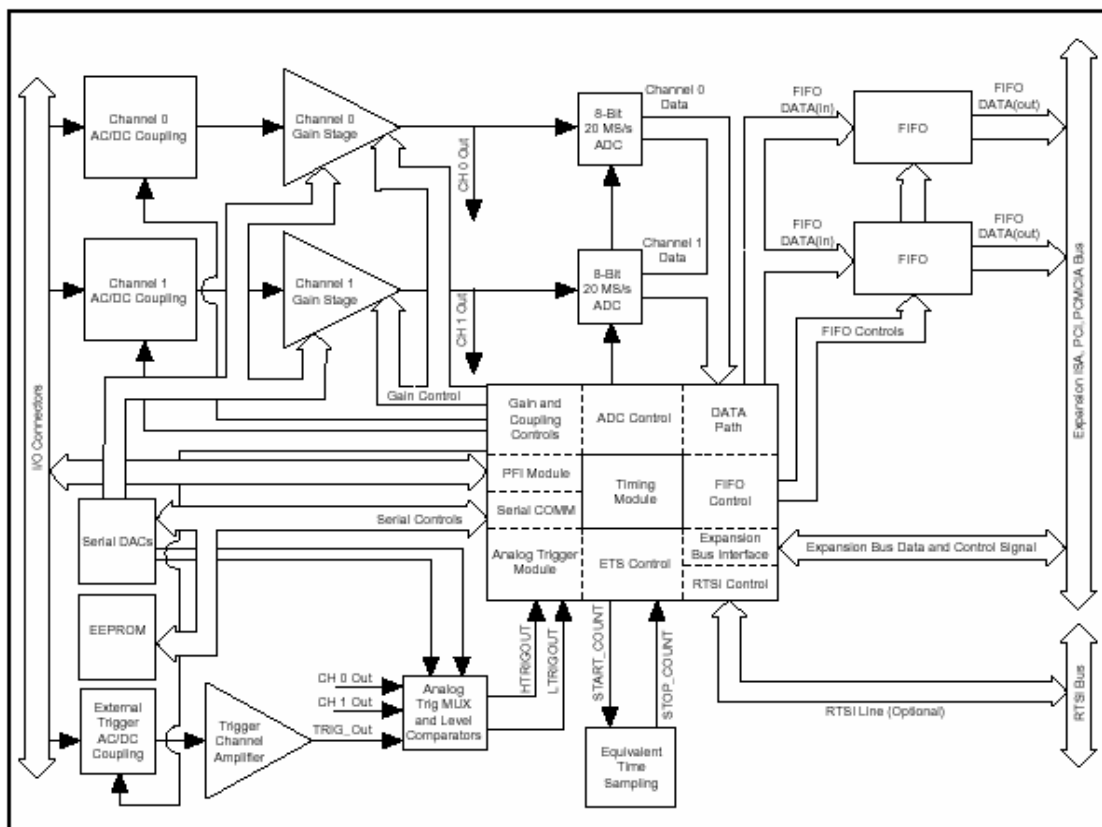 Channel 0
AC/DC Coupling
Channel 0
Gain Stage
CH 0 Out
8-Bit
20 MS/s
ADC
Channel 0
Data
FIFO
DATA(in)
FIFO
FIFO
DATA(out)
Channel 1
AC/DC Coupling
Channel 1
Gain Stage
CH 1 Out
8-Bit
20 MS/s
ADC
Channel 1
Data
FIFO
DATA(in)
FIFO
FIFO
DATA(out)
FIFO Controls
Expansion ISA, PCI, PCMCIA Bus
I/O Connectors
Gain Control
Gain and
Coupling
Controls
ADC Control
DATA
Path
PFI Module
Timing
Module
FIFO
Control
Serial COMM
Serial Controls
Serial DACs
Analog Trigger
Module
ETS Control
Expansion
Bus Interface
RTSI Control
Expansion Bus Data and Control Signal
EEPROM
HTRIGOUT
LTRIGOUT
START_COUNT
STOP_COUNT
RTSI Bus
RTSI Line (Optional)
External
Trigger
AC/DC
Coupling
Trigger
Channel
Amplifier
CH 0 Out
CH 1 Out
TRIG_Out
Analog
Trig MUX
and Level
Comparators
Equivalent
Time
Sampling